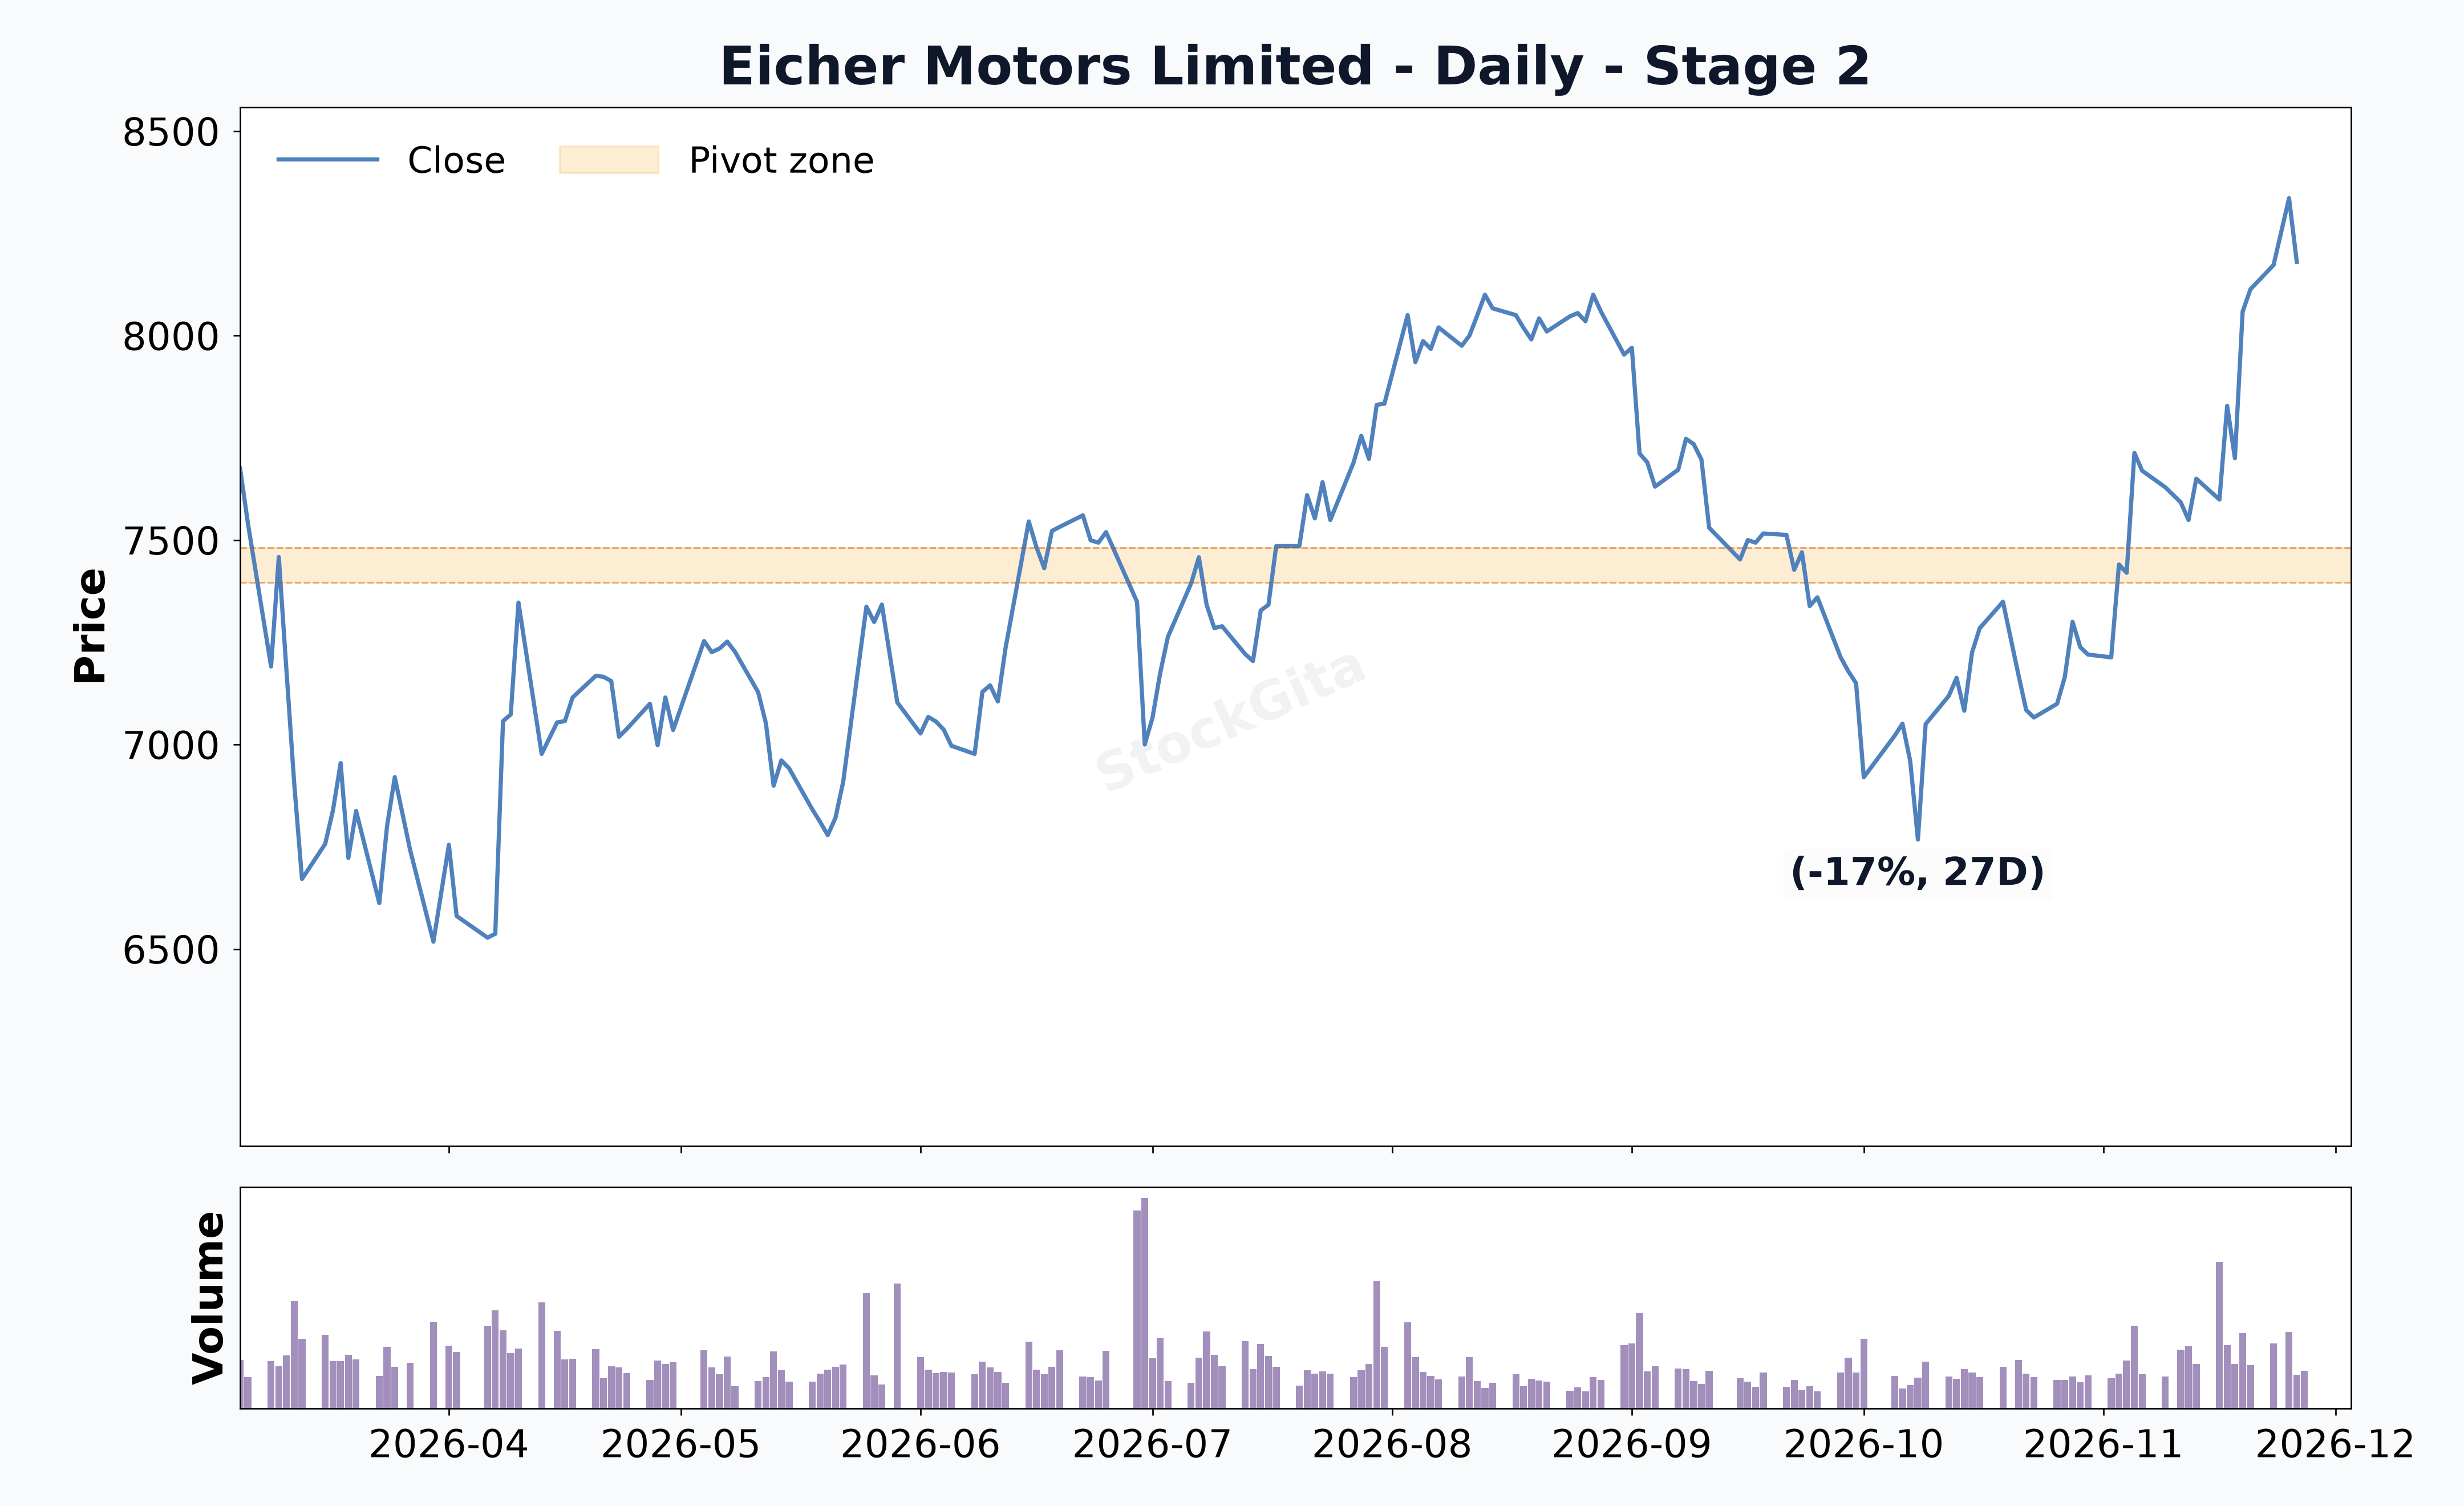 Eicher Motors Limited - Daily - Stage 2
Close
Pivot zone
8500
8000
7500
7000
6500
Price
StockGita
(-17%, 27D)
Volume
2026-04
2026-05
2026-06
2026-07
2026-08
2026-09
2026-10
2026-11
2026-12